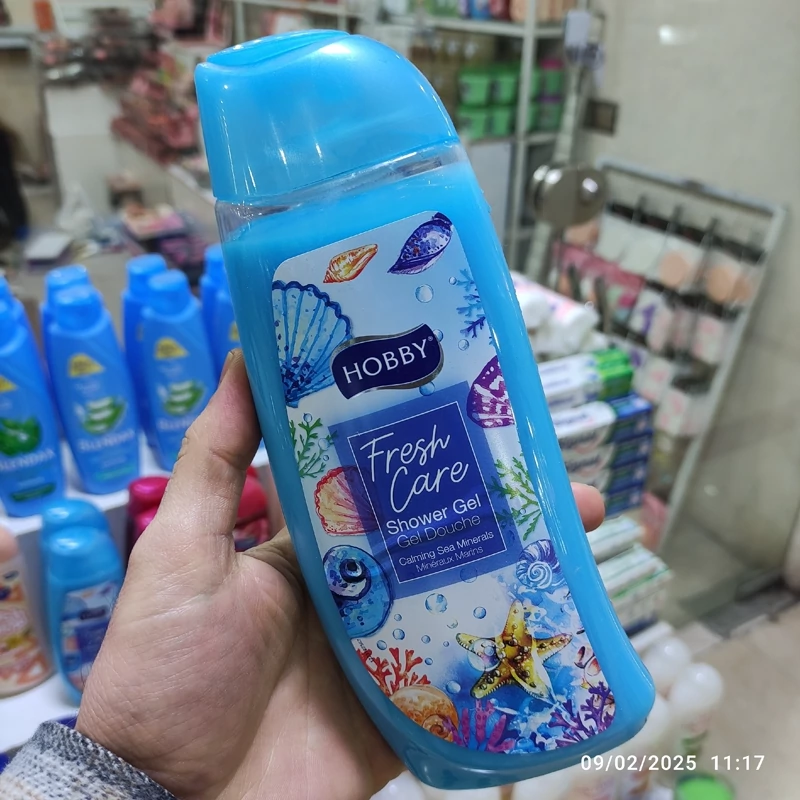 HOBBY
Fresh
Care
Shower Gel
Gel Douche
Calming Sea Minerals
Minéraux Marins
09/02/2025 11:17